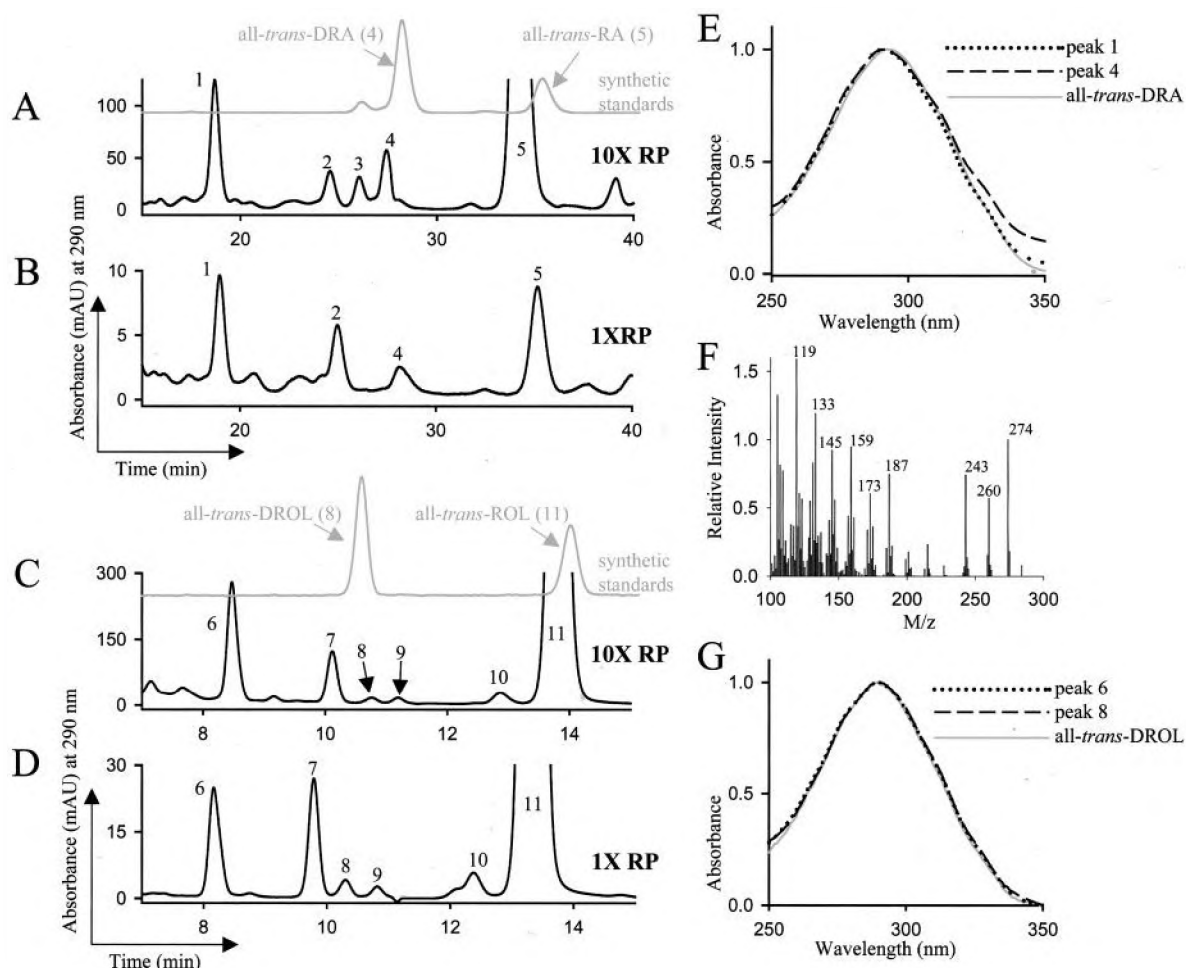 A
all-trans-DRA (4)
all-trans-RA (5)
synthetic
standards
10X RP
1
2
3
4
5
100
50
0
20
30
40
B
1XRP
1
2
4
5
10
5
0
20
30
40
Absorbance (mAU) at 290 nm
Time (min)
C
all-trans-DROL (8)
all-trans-ROL (11)
synthetic
standards
10X RP
6
7
8
9
10
11
300
150
0
8
10
12
14
D
1X RP
6
7
8
9
10
11
30
15
0
8
10
12
14
Absorbance (mAU) at 290 nm
Time (min)
E
peak 1
peak 4
all-trans-DRA
1.0
0.5
0.0
250
300
350
Absorbance
Wavelength (nm)
F
119
133
145
159
173
187
243
260
274
1.5
1.0
0.5
0.0
100
150
200
250
300
Relative Intensity
M/z
G
peak 6
peak 8
all-trans-DROL
1.0
0.5
0.0
250
300
350
Absorbance
Wavelength (nm)